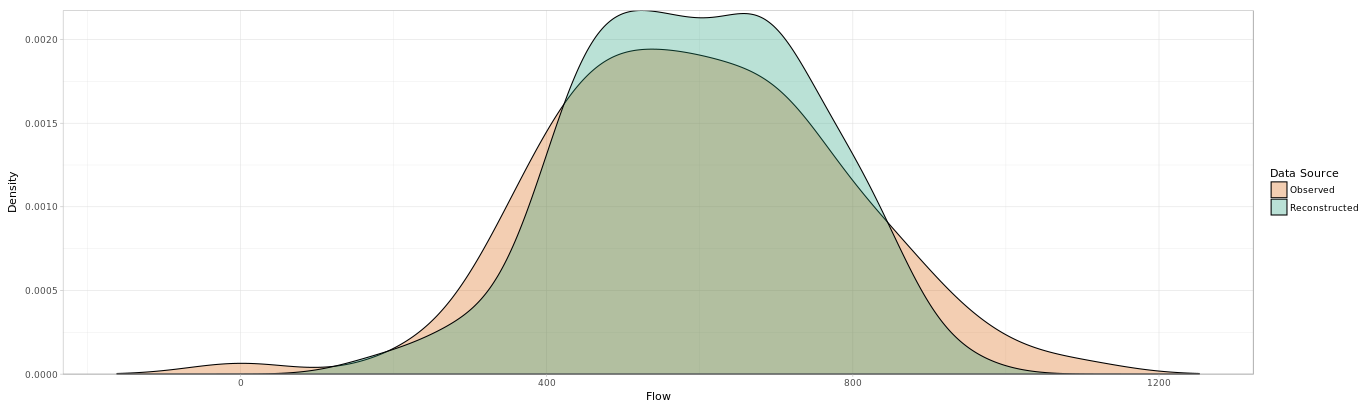 0.0020
0.0015
0.0010
0.0005
0.0000
Density
0
400
800
1200
Flow
Data Source
Observed
Reconstructed